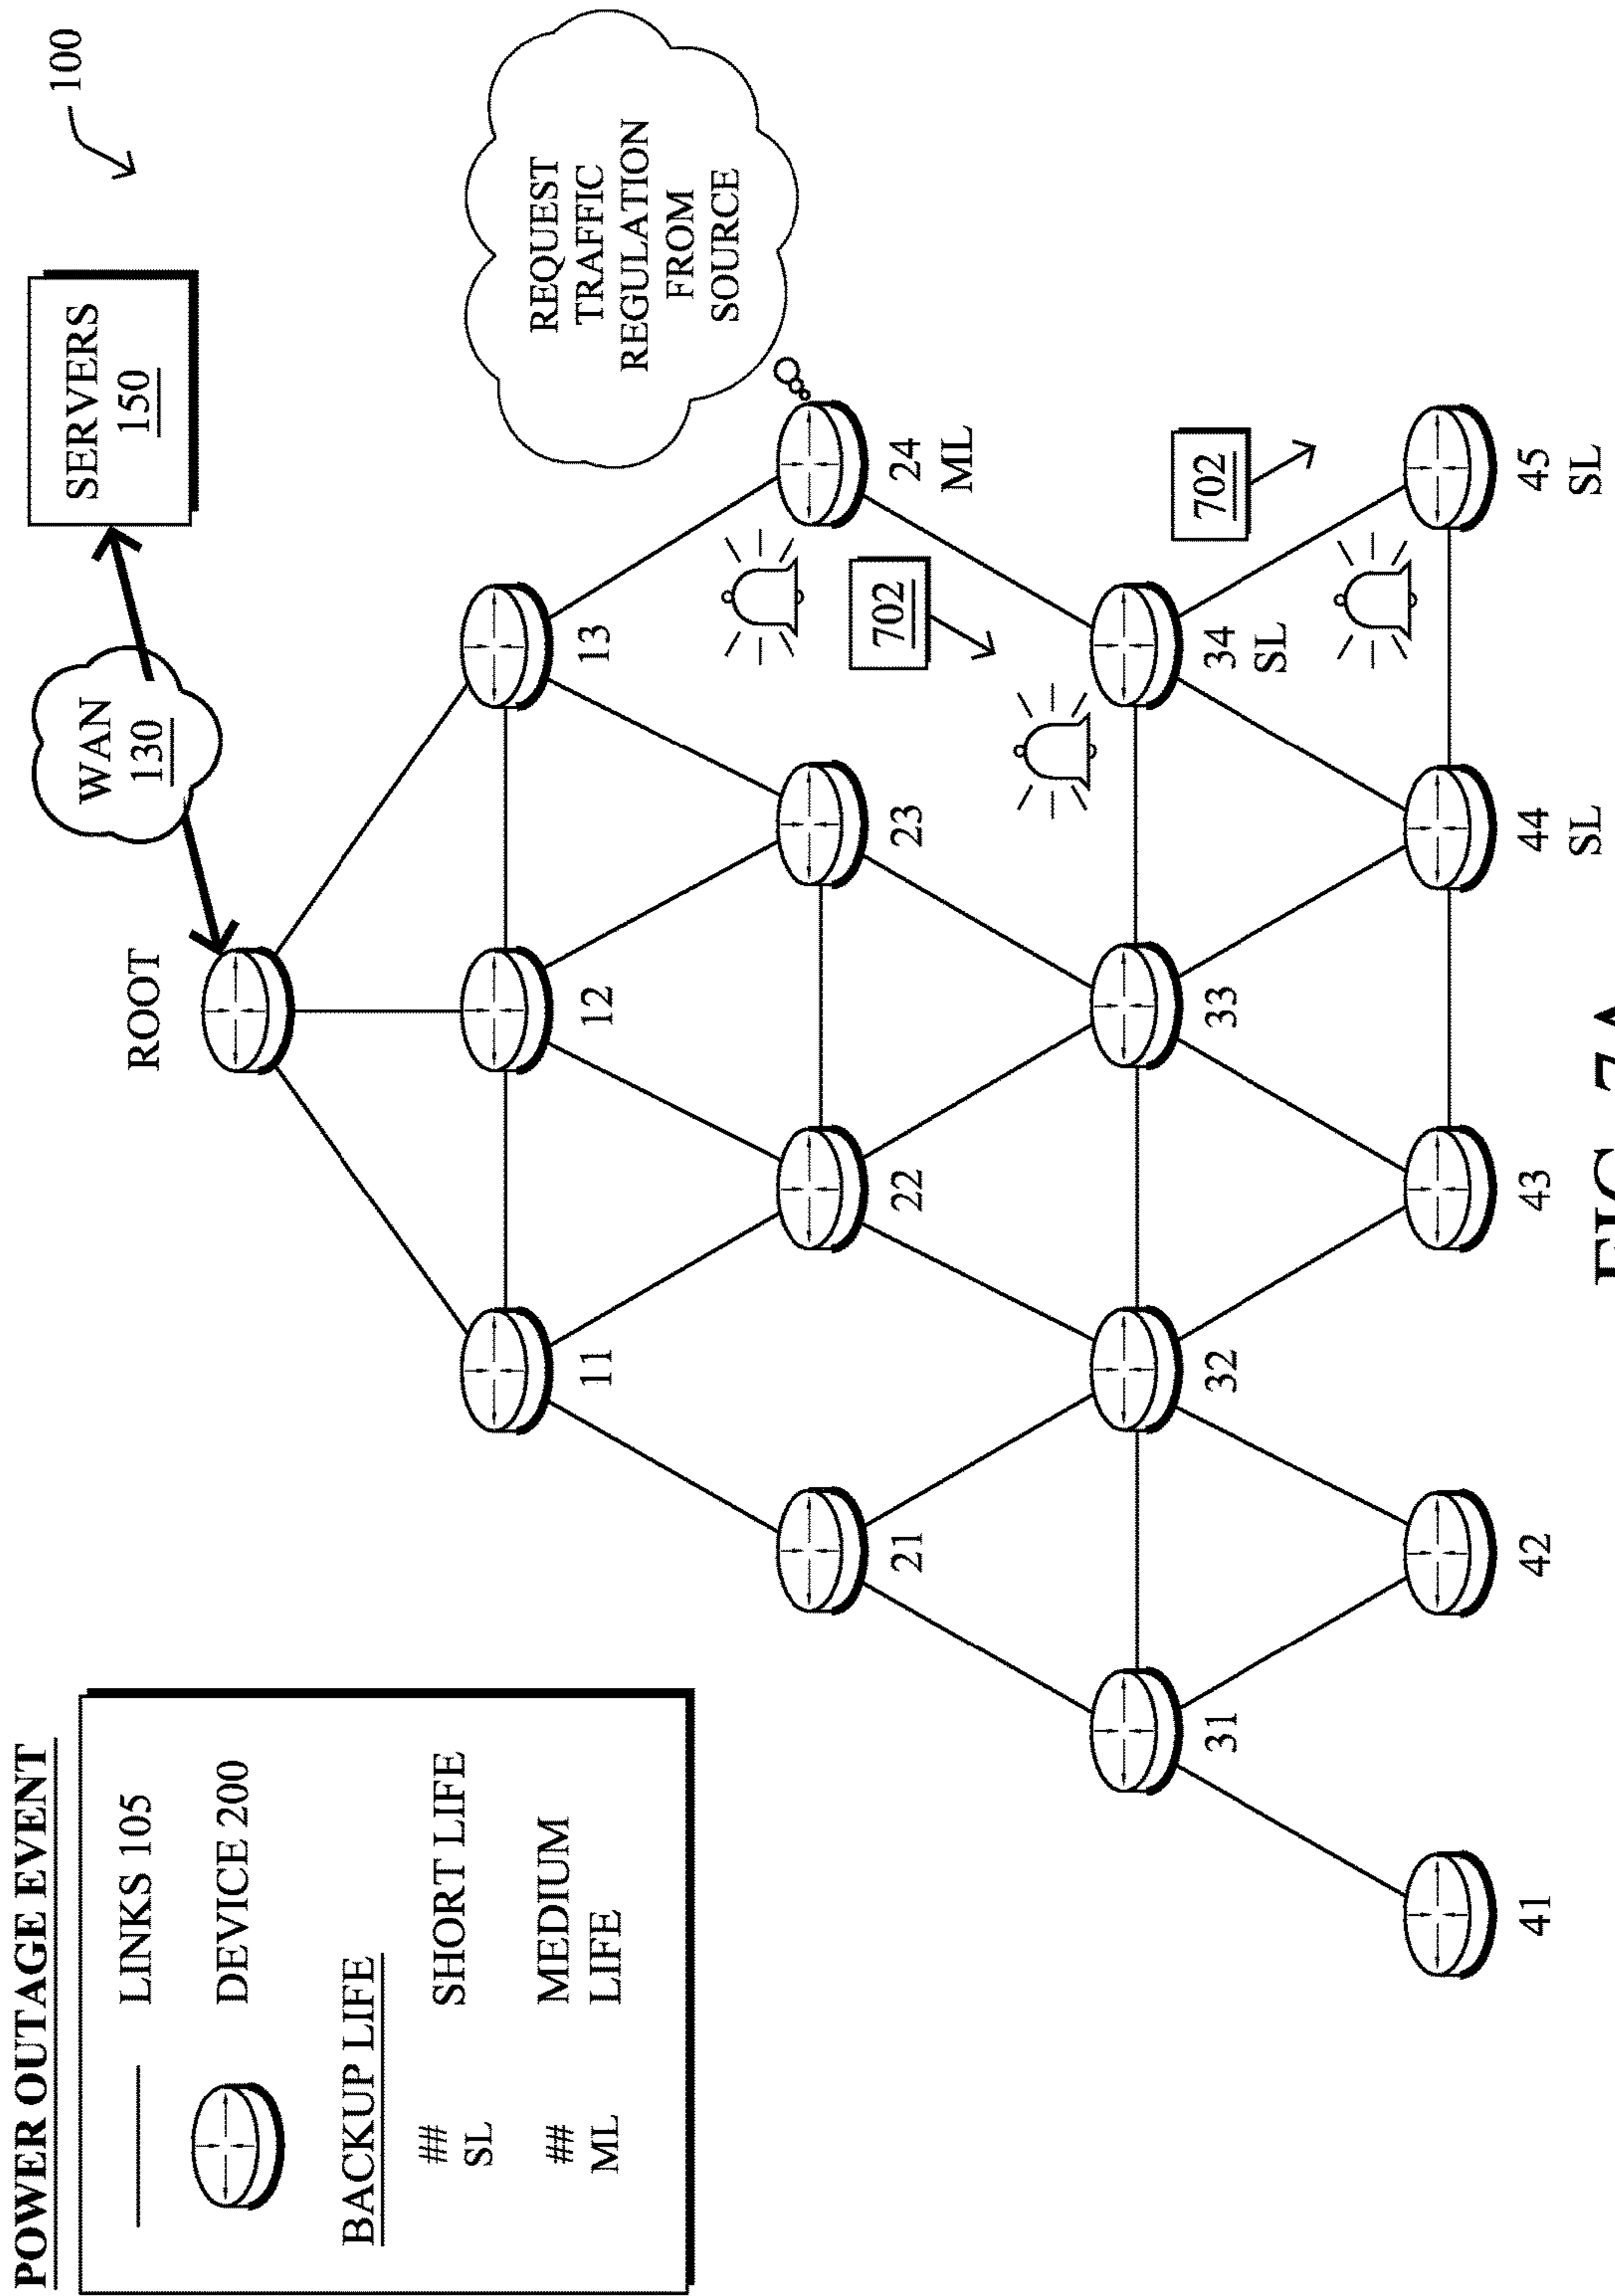 POWER OUTAGE EVENT
LINKS 105
DEVICE 200
BACKUP LIFE
## SHORT LIFE
SL
## MEDIUM
ML LIFE
100
SERVERS
150
WAN
130
ROOT
11
12
13
REQUEST
TRAFFIC
REGULATION
FROM
SOURCE
21
22
23
24
ML
702
31
32
33
34
SL
702
41
42
43
44
SL
45
SL
FIG. 7A